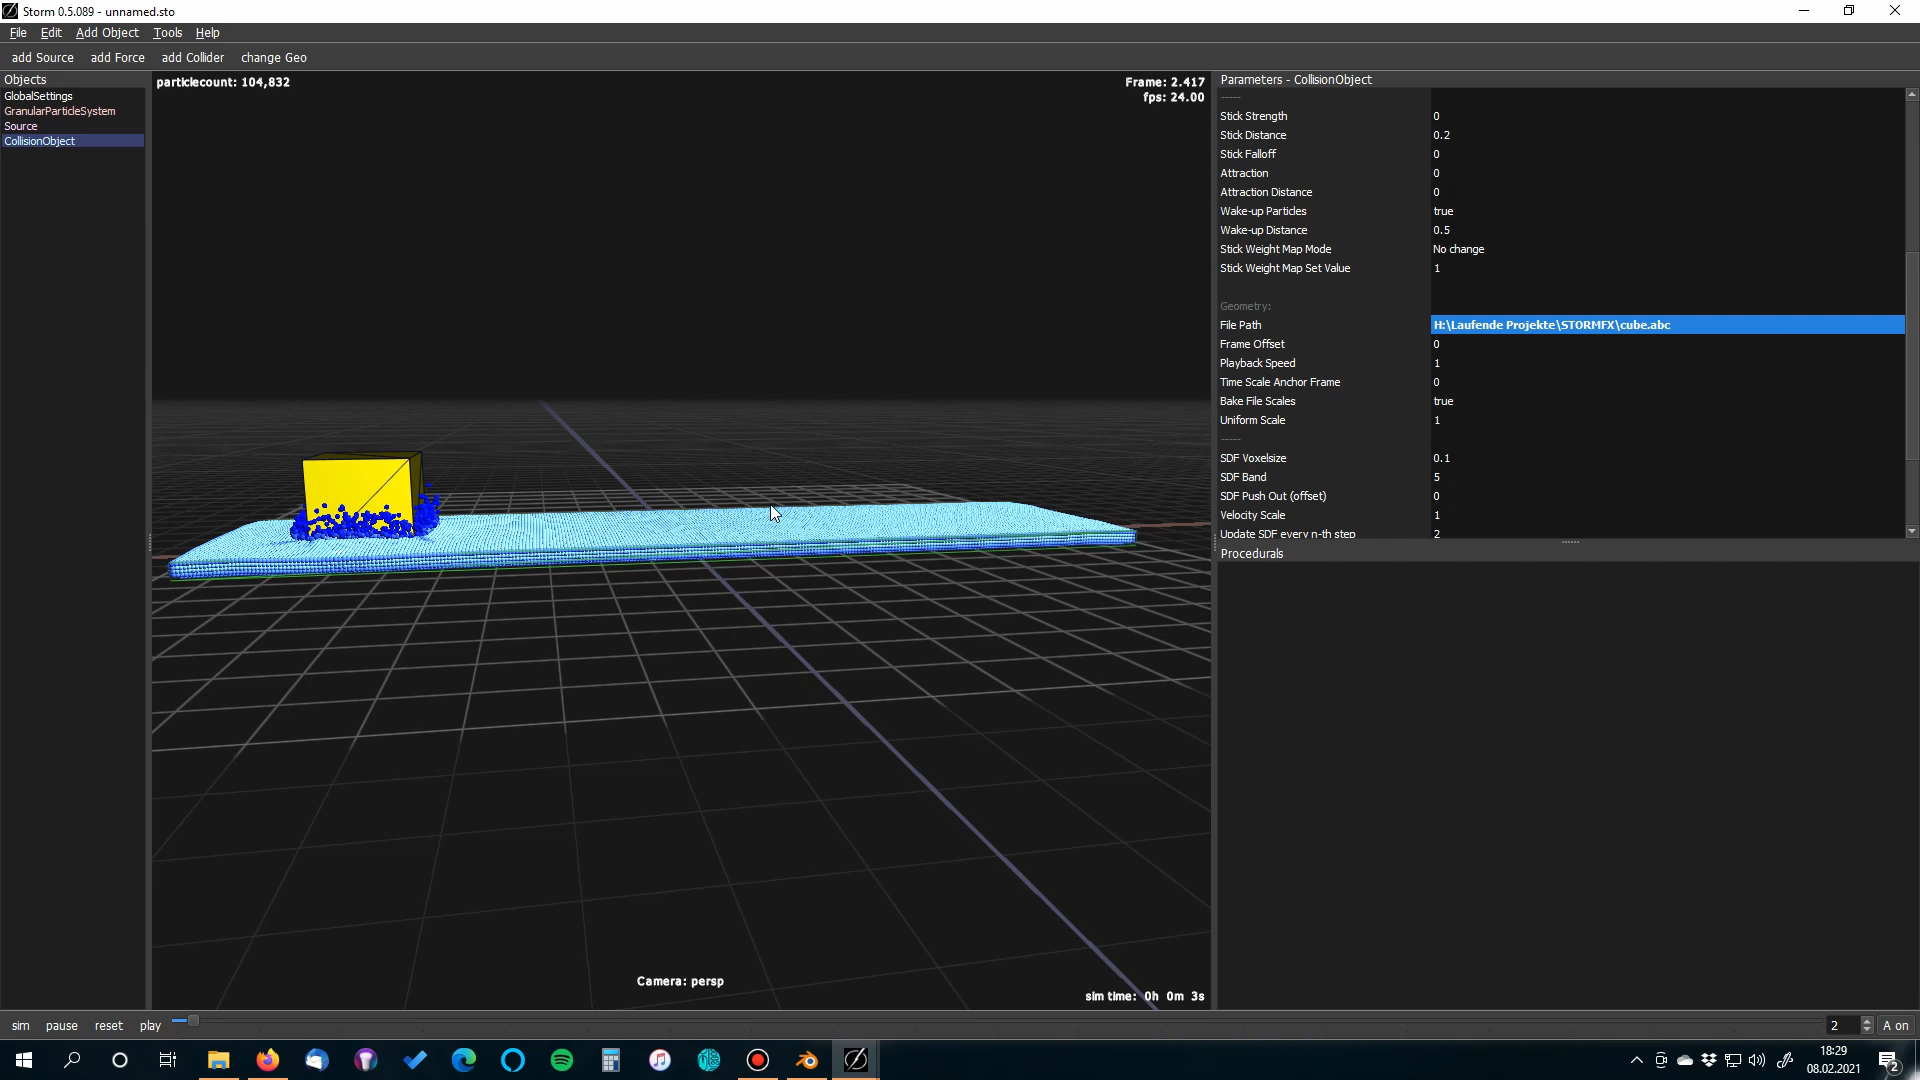 Storm 0.5.089 - unnamed.sto
File Edit Add Object Tools Help
add Source add Force add Collider change Geo
Objects
GlobalSettings
GranularParticleSystem
Source
CollisionObject
particlecount: 104,832
Frame: 2.417
fps: 24.00
Camera: persp
sim time: 0h 0m 3s
Parameters - CollisionObject
------
Stick Strength 0
Stick Distance 0.2
Stick Falloff 0
Attraction 0
Attraction Distance 0
Wake-up Particles true
Wake-up Distance 0.5
Stick Weight Map Mode No change
Stick Weight Map Set Value 1
Geometry:
File Path H:\Laufende Projekte\STORMFX\cube.abc
Frame Offset 0
Playback Speed 1
Time Scale Anchor Frame 0
Bake File Scales true
Uniform Scale 1
------
SDF Voxelsize 0.1
SDF Band 5
SDF Push Out (offset) 0
Velocity Scale 1
Update SDF every n-th step 2
Procedurals
sim pause reset play 2 A on
18:29
08.02.2021
2